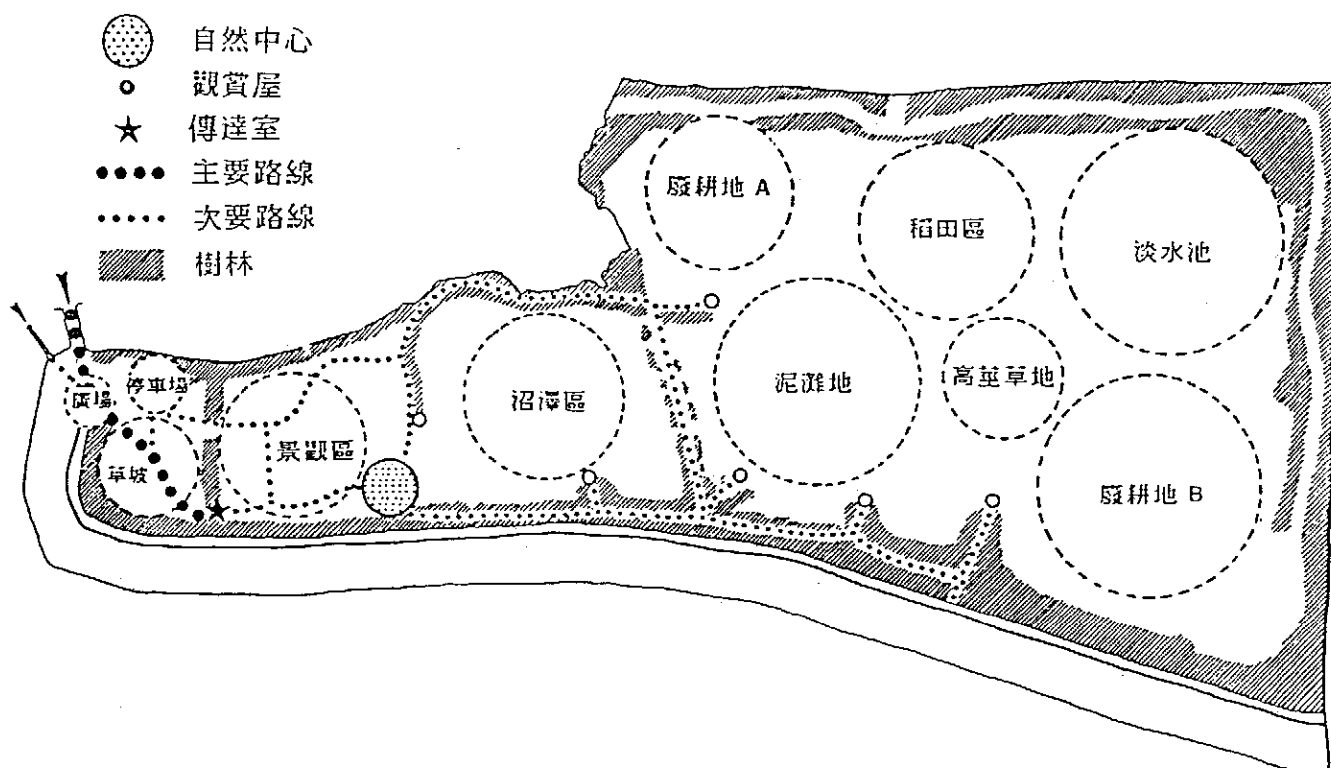 自然中心
觀賞屋
傳達室
主要路線
次要路線
樹林
廢耕地 A
稻田區
淡水池
停車場
廣場
沼澤區
泥灘地
高莖草地
景觀區
草坡
廢耕地 B